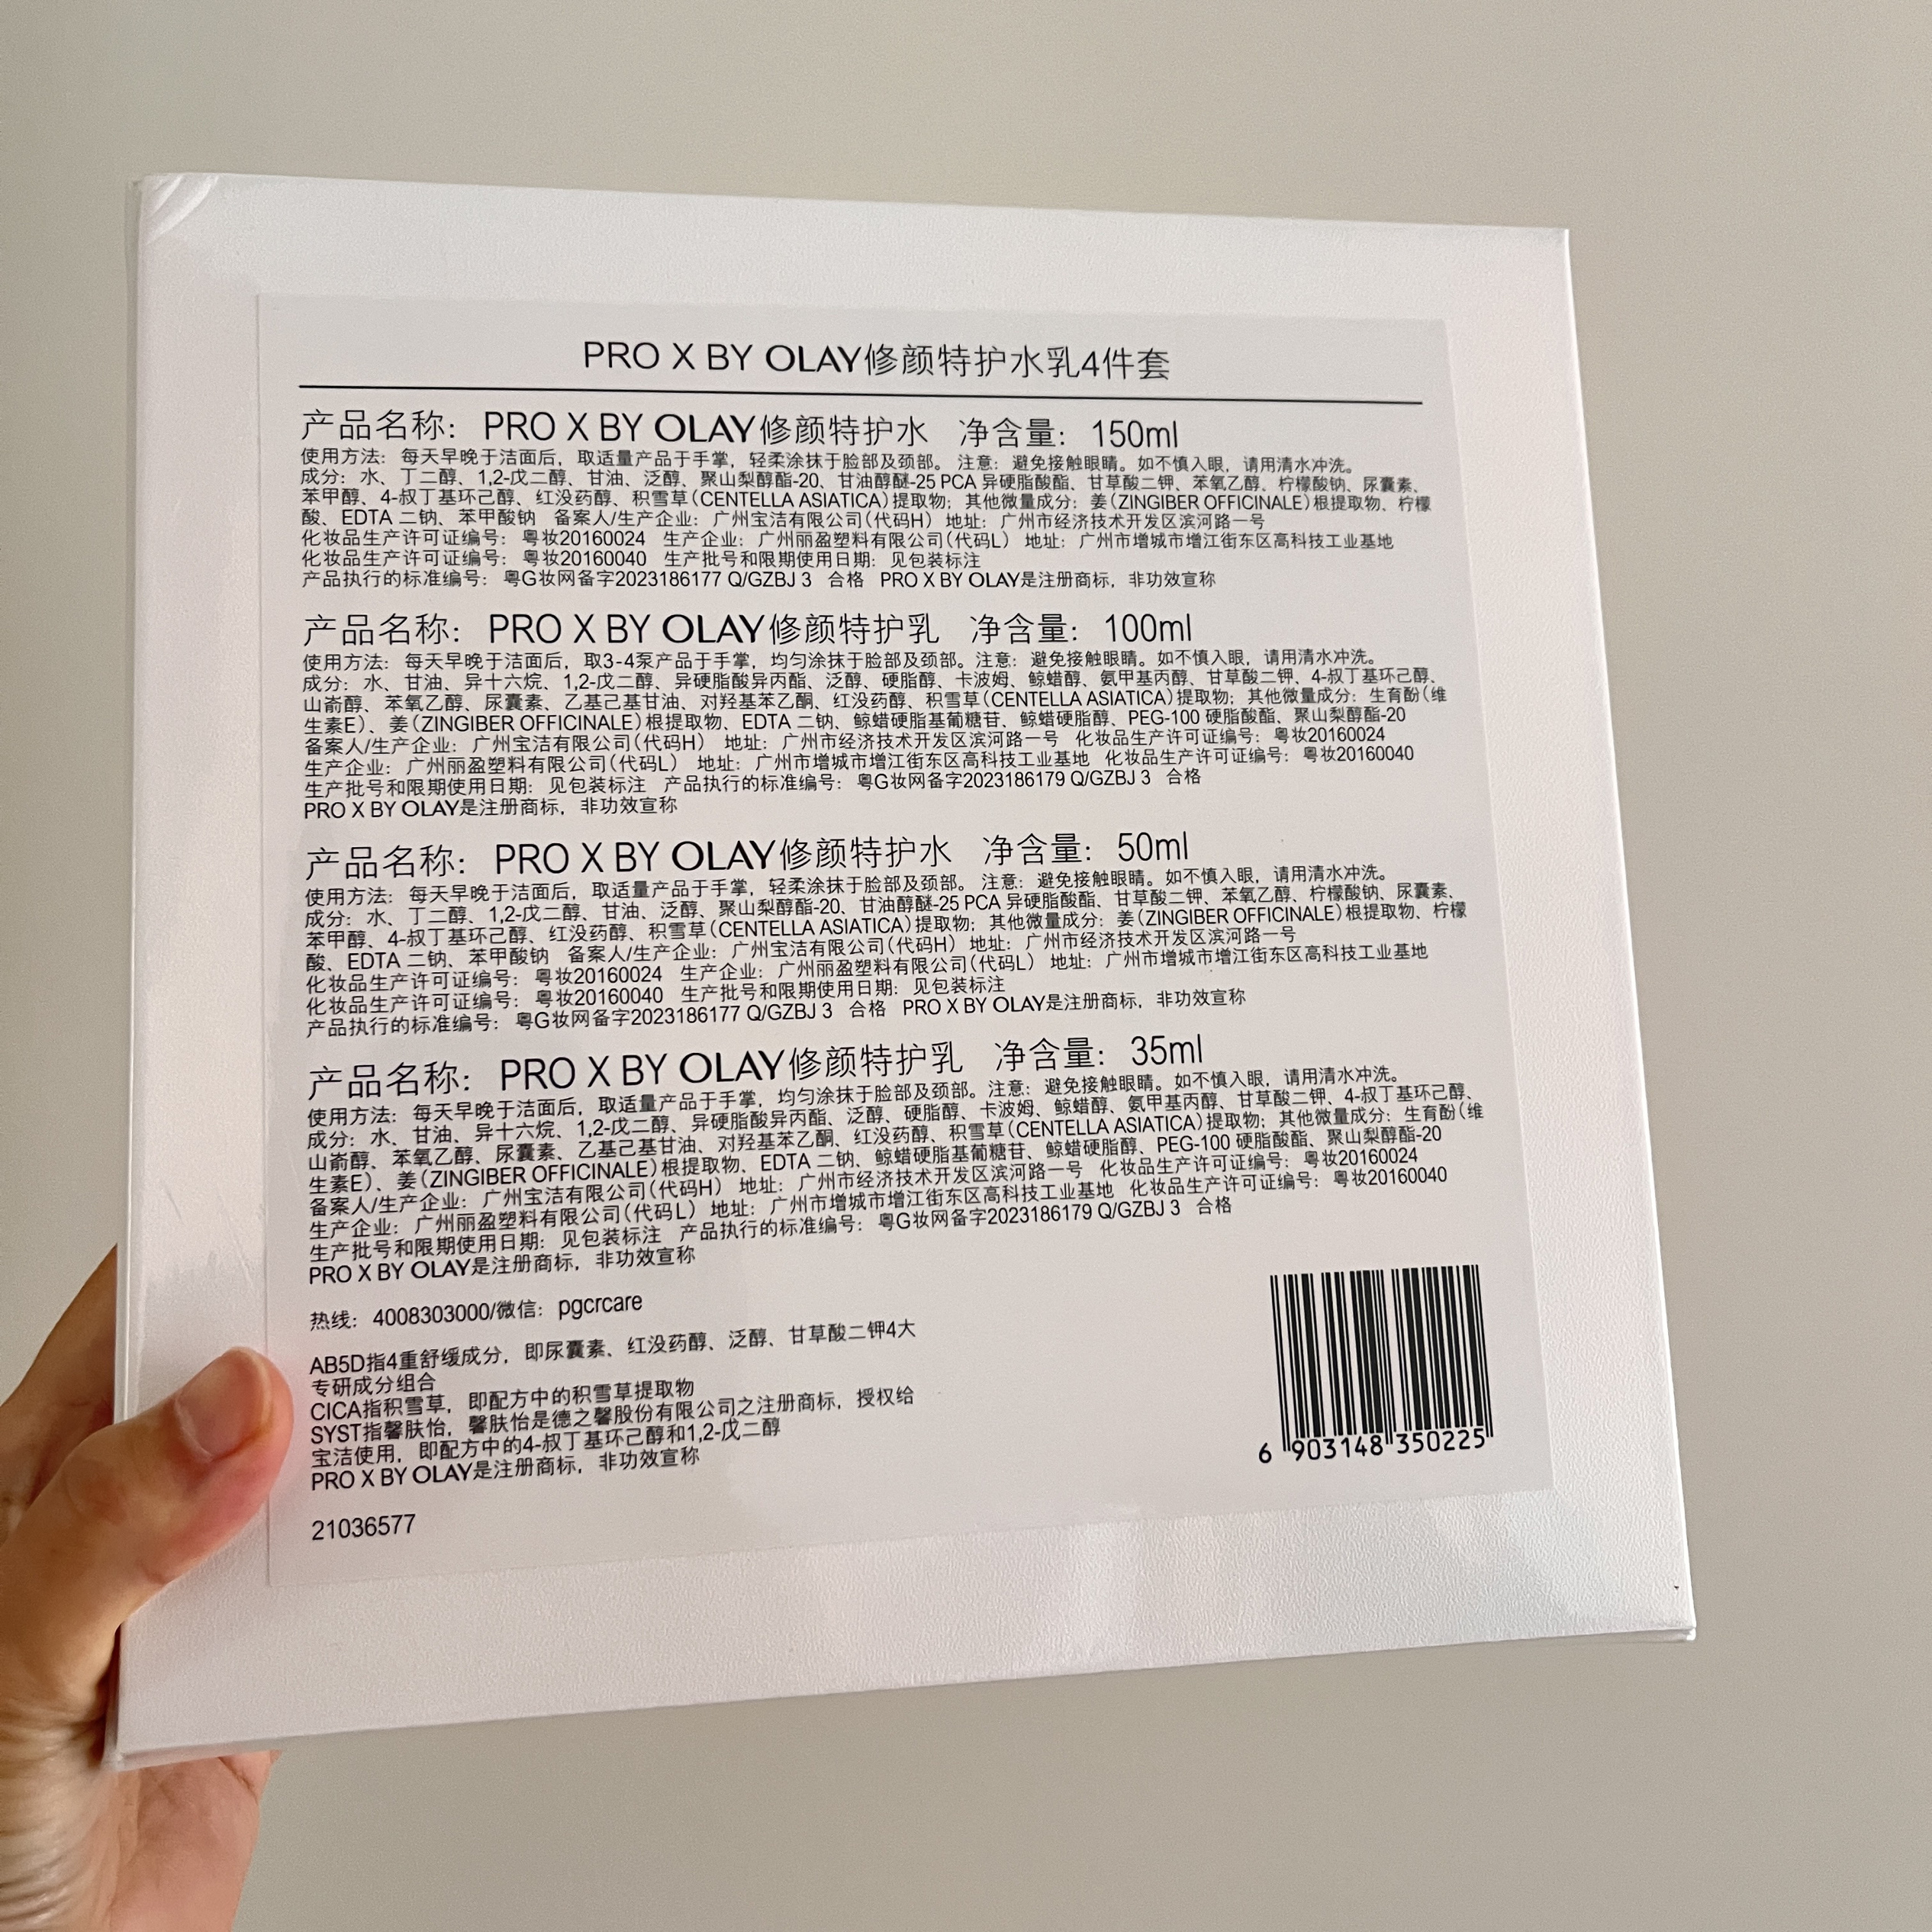 PRO X BY OLAY修颜特护水乳4件套
产品名称：PRO X BY OLAY修颜特护水 净含量：150ml
使用方法：每天早晚于洁面后，取适量产品于手掌，轻柔涂抹于脸部及颈部。注意：避免接触眼睛。如不慎入眼，请用清水冲洗。
成分：水、丁二醇、1,2-戊二醇、甘油、泛醇、聚山梨醇酯-20、甘油醇醚-25 PCA 异硬脂酸酯、甘草酸二钾、苯氧乙醇、柠檬酸钠、尿囊素、
苯甲醇、4-叔丁基环己醇、红没药醇、积雪草（CENTELLA ASIATICA）提取物；其他微量成分：姜（ZINGIBER OFFICINALE）根提取物、柠檬
酸、EDTA 二钠、苯甲酸钠 备案人/生产企业：广州宝洁有限公司（代码H） 地址：广州市经济技术开发区滨河路一号
化妆品生产许可证编号：粤妆20160024 生产企业：广州丽盈塑料有限公司（代码L） 地址：广州市增城市增江街东区高科技工业基地
化妆品生产许可证编号：粤妆20160040 生产批号和限期使用日期：见包装标注
产品执行的标准编号：粤G妆网备字2023186177 Q/GZBJ 3 合格 PRO X BY OLAY是注册商标，非功效宣称
产品名称：PRO X BY OLAY修颜特护乳 净含量：100ml
使用方法：每天早晚于洁面后，取3-4泵产品于手掌，均匀涂抹于脸部及颈部。注意：避免接触眼睛。如不慎入眼，请用清水冲洗。
成分：水、甘油、异十六烷、1,2-戊二醇、异硬脂酸异丙酯、泛醇、硬脂醇、卡波姆、鲸蜡醇、氨甲基丙醇、甘草酸二钾、4-叔丁基环己醇、
山嵛醇、苯氧乙醇、尿囊素、乙基己基甘油、对羟基苯乙酮、红没药醇、积雪草（CENTELLA ASIATICA）提取物；其他微量成分：生育酚（维
生素E）、姜（ZINGIBER OFFICINALE）根提取物、EDTA 二钠、鲸蜡硬脂基葡糖苷、鲸蜡硬脂醇、PEG-100 硬脂酸酯、聚山梨醇酯-20
备案人/生产企业：广州宝洁有限公司（代码H） 地址：广州市经济技术开发区滨河路一号 化妆品生产许可证编号：粤妆20160024
生产企业：广州丽盈塑料有限公司（代码L） 地址：广州市增城市增江街东区高科技工业基地 化妆品生产许可证编号：粤妆20160040
生产批号和限期使用日期：见包装标注 产品执行的标准编号：粤G妆网备字2023186179 Q/GZBJ 3 合格
PRO X BY OLAY是注册商标，非功效宣称
产品名称：PRO X BY OLAY修颜特护水 净含量：50ml
使用方法：每天早晚于洁面后，取适量产品于手掌，轻柔涂抹于脸部及颈部。注意：避免接触眼睛。如不慎入眼，请用清水冲洗。
成分：水、丁二醇、1,2-戊二醇、甘油、泛醇、聚山梨醇酯-20、甘油醇醚-25 PCA 异硬脂酸酯、甘草酸二钾、苯氧乙醇、柠檬酸钠、尿囊素、
苯甲醇、4-叔丁基环己醇、红没药醇、积雪草（CENTELLA ASIATICA）提取物；其他微量成分：姜（ZINGIBER OFFICINALE）根提取物、柠檬
酸、EDTA 二钠、苯甲酸钠 备案人/生产企业：广州宝洁有限公司（代码H） 地址：广州市经济技术开发区滨河路一号
化妆品生产许可证编号：粤妆20160024 生产企业：广州丽盈塑料有限公司（代码L） 地址：广州市增城市增江街东区高科技工业基地
化妆品生产许可证编号：粤妆20160040 生产批号和限期使用日期：见包装标注
产品执行的标准编号：粤G妆网备字2023186177 Q/GZBJ 3 合格 PRO X BY OLAY是注册商标，非功效宣称
产品名称：PRO X BY OLAY修颜特护乳 净含量：35ml
使用方法：每天早晚于洁面后，取适量产品于手掌，均匀涂抹于脸部及颈部。注意：避免接触眼睛。如不慎入眼，请用清水冲洗。
成分：水、甘油、异十六烷、1,2-戊二醇、异硬脂酸异丙酯、泛醇、硬脂醇、卡波姆、鲸蜡醇、氨甲基丙醇、甘草酸二钾、4-叔丁基环己醇、
山嵛醇、苯氧乙醇、尿囊素、乙基己基甘油、对羟基苯乙酮、红没药醇、积雪草（CENTELLA ASIATICA）提取物；其他微量成分：生育酚（维
生素E）、姜（ZINGIBER OFFICINALE）根提取物、EDTA 二钠、鲸蜡硬脂基葡糖苷、鲸蜡硬脂醇、PEG-100 硬脂酸酯、聚山梨醇酯-20
备案人/生产企业：广州宝洁有限公司（代码H） 地址：广州市经济技术开发区滨河路一号 化妆品生产许可证编号：粤妆20160024
生产企业：广州丽盈塑料有限公司（代码L） 地址：广州市增城市增江街东区高科技工业基地 化妆品生产许可证编号：粤妆20160040
生产批号和限期使用日期：见包装标注 产品执行的标准编号：粤G妆网备字2023186179 Q/GZBJ 3 合格
PRO X BY OLAY是注册商标，非功效宣称
热线：4008303000/微信：pgcrcare
AB5D指4重舒缓成分，即尿囊素、红没药醇、泛醇、甘草酸二钾4大
专研成分组合
CICA指积雪草，即配方中的积雪草提取物
SYST指馨肤怡，馨肤怡是德之馨股份有限公司之注册商标，授权给
宝洁使用，即配方中的4-叔丁基环己醇和1,2-戊二醇
PRO X BY OLAY是注册商标，非功效宣称
6 903148 350225
21036577